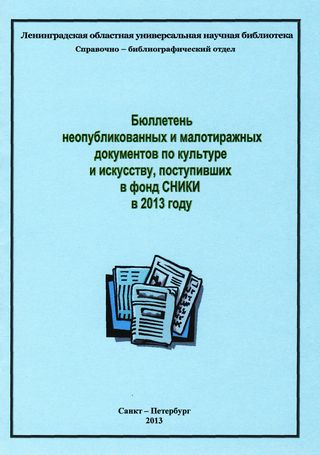 Ленинградская областная универсальная научная библиотека
Справочно – библиографический отдел
Бюллетень
неопубликованных и малотиражных
документов по культуре
и искусству, поступивших
в фонд СНИКИ
в 2013 году
Санкт – Петербург
2013